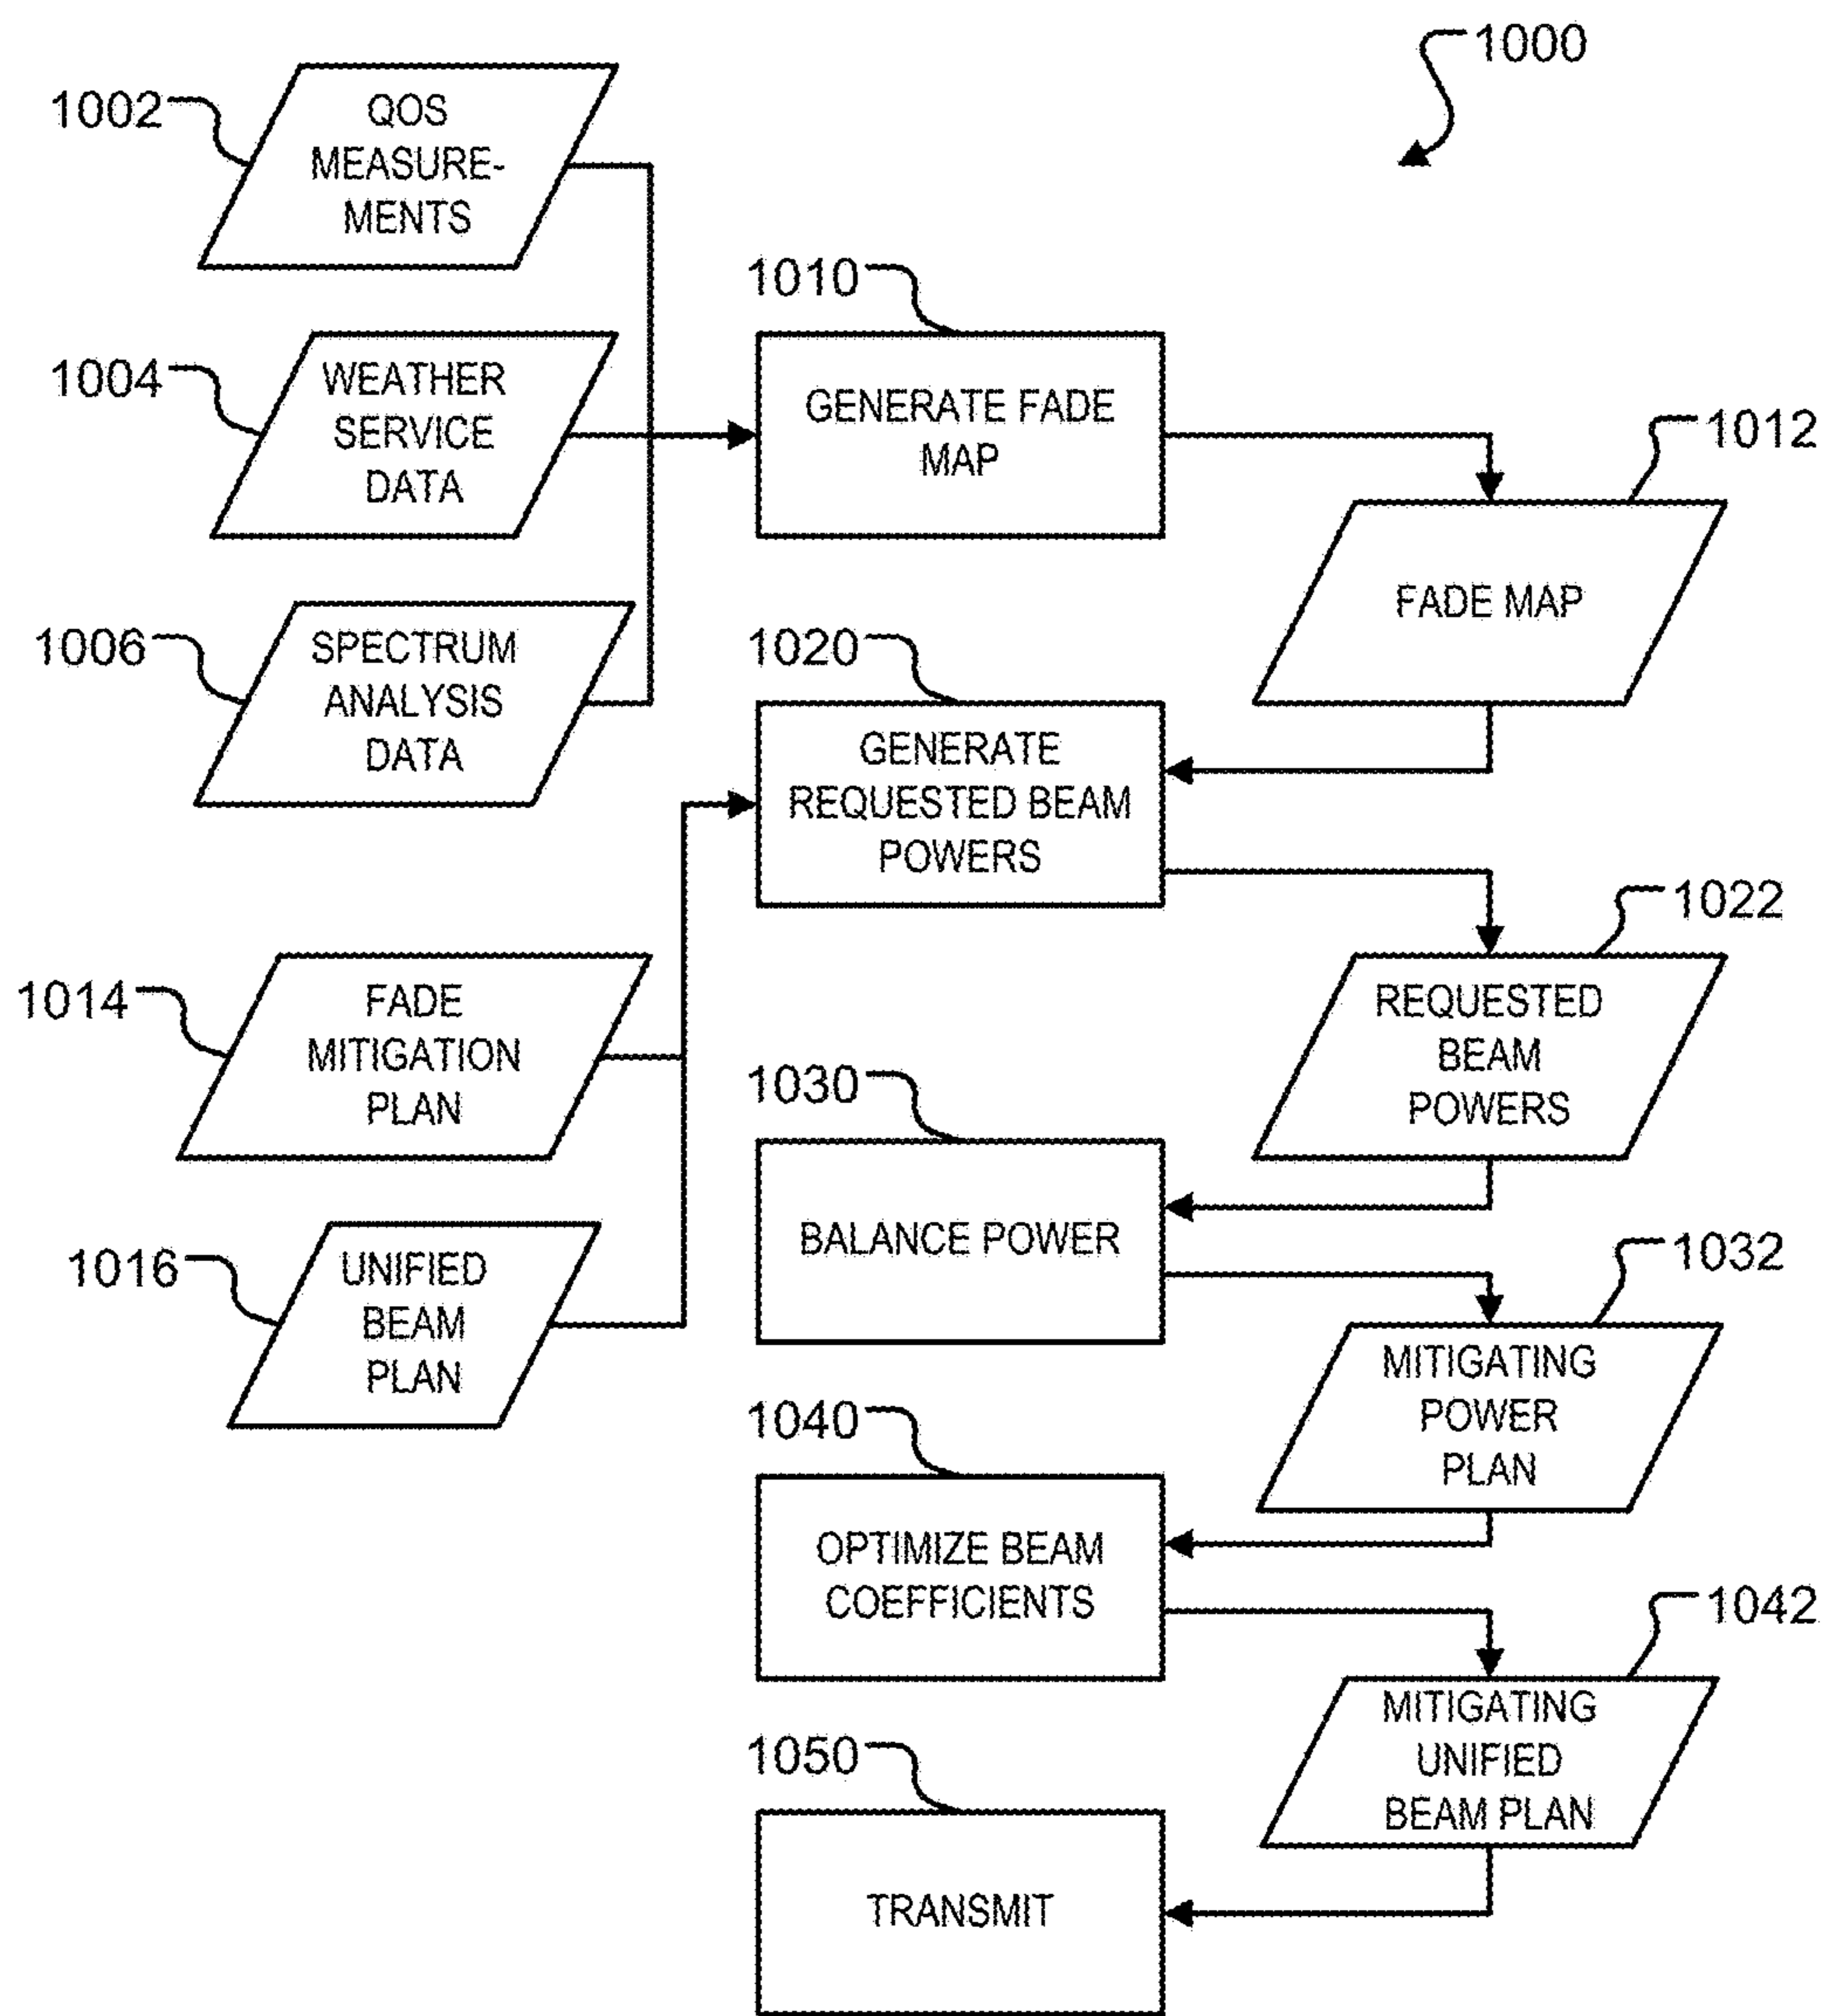 1000
1002
QOS
MEASURE-
MENTS
1004
WEATHER
SERVICE
DATA
1006
SPECTRUM
ANALYSIS
DATA
1010
GENERATE FADE
MAP
1012
FADE MAP
1014
FADE
MITIGATION
PLAN
1016
UNIFIED
BEAM
PLAN
1020
GENERATE
REQUESTED BEAM
POWERS
1022
REQUESTED
BEAM
POWERS
1030
BALANCE POWER
1032
MITIGATING
POWER
PLAN
1040
OPTIMIZE BEAM
COEFFICIENTS
1042
MITIGATING
UNIFIED
BEAM PLAN
1050
TRANSMIT